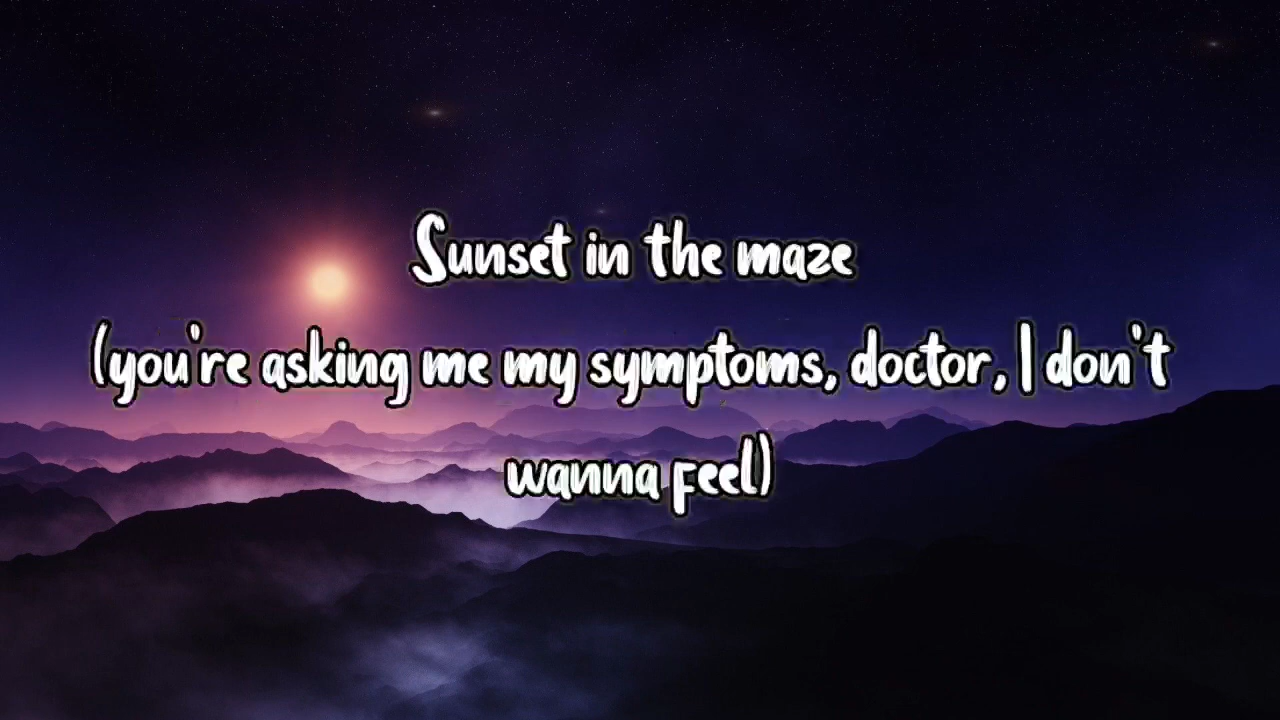 Sunset in the maze
(you're asking me my symptoms, doctor, I don't
wanna feel)